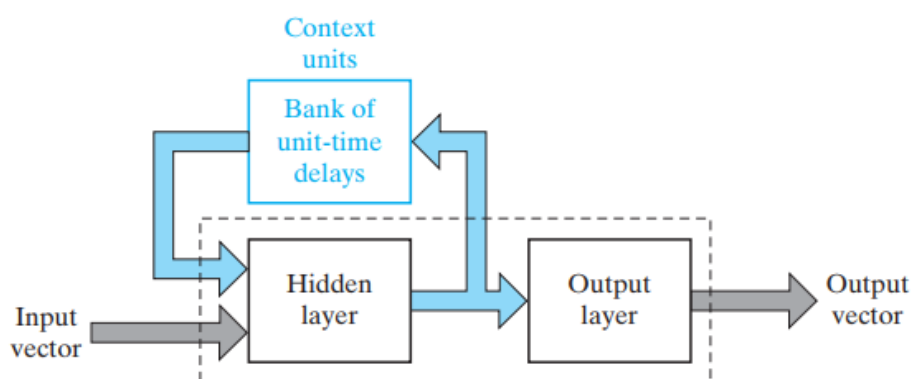 Context
units
Bank of
unit-time
delays
Hidden
layer
Output
layer
Input
vector
Output
vector